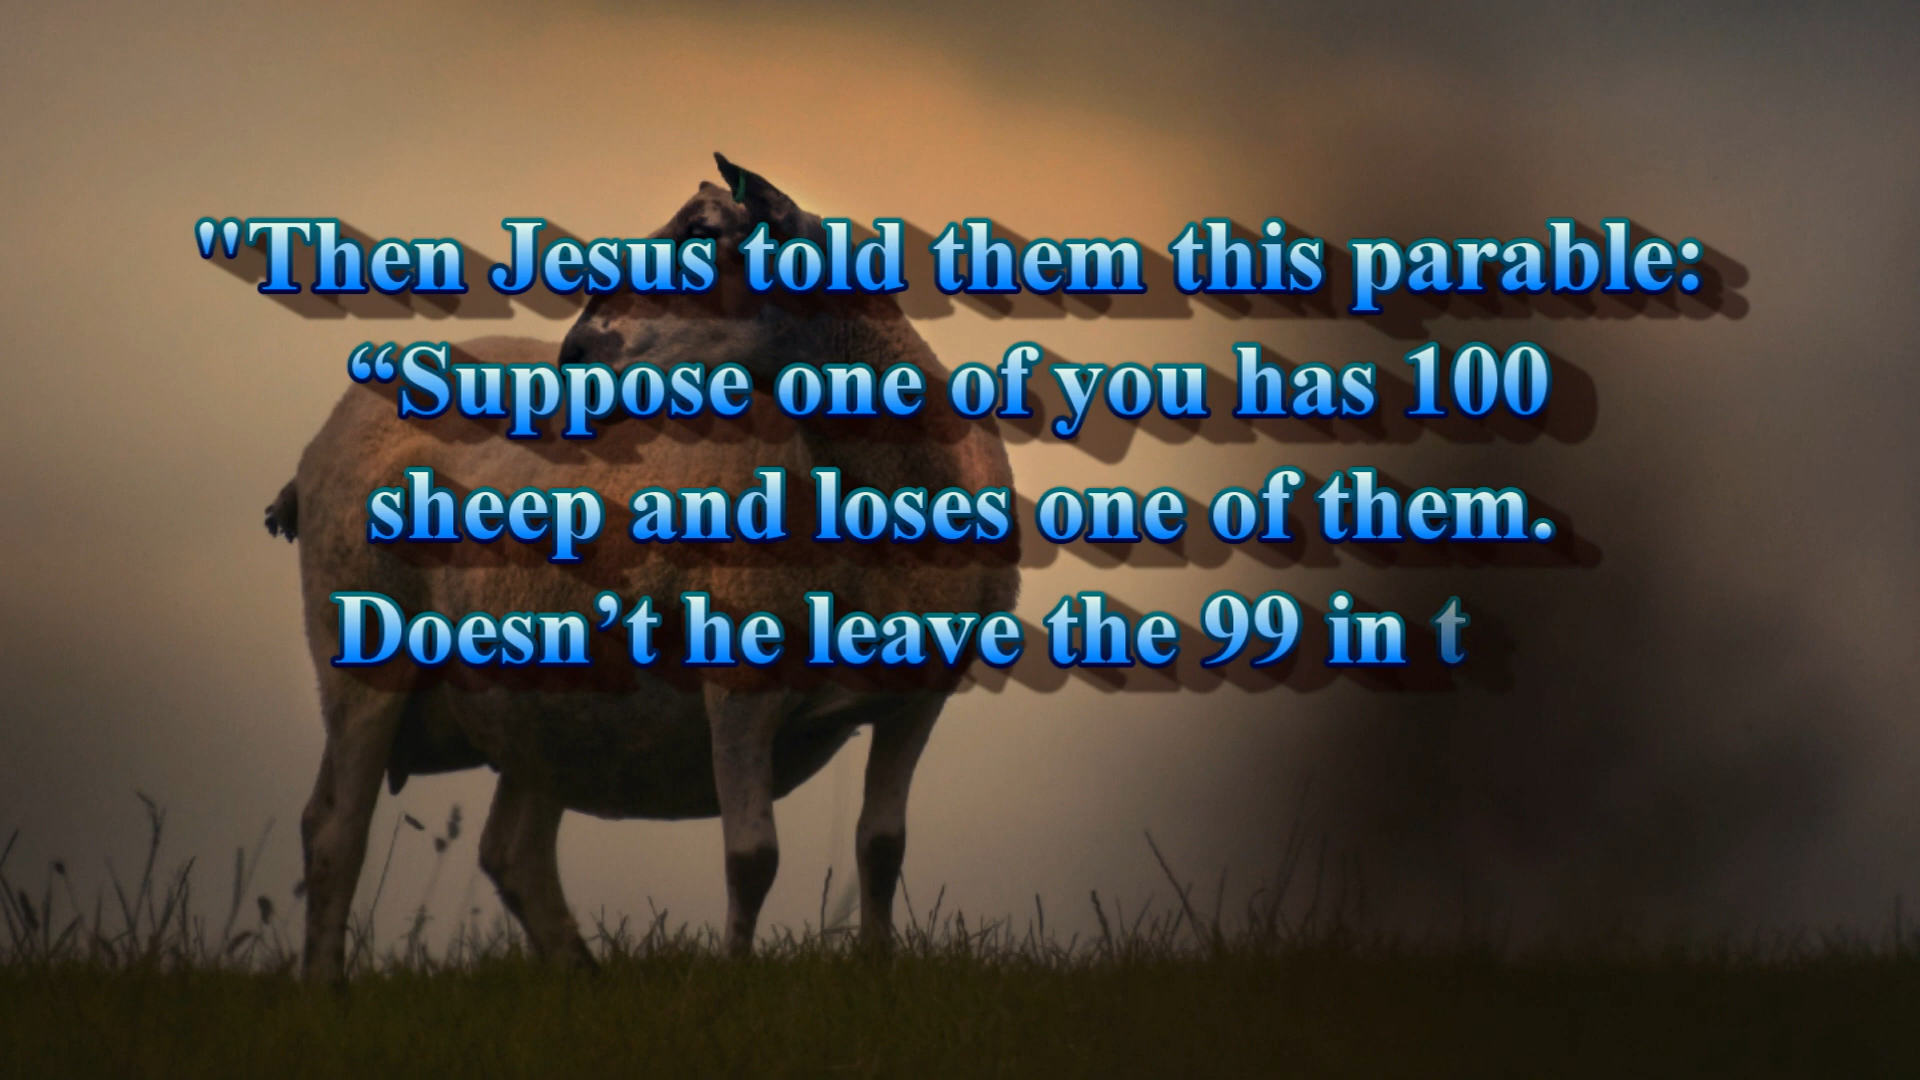 "Then Jesus told them this parable:
“Suppose one of you has 100
sheep and loses one of them.
Doesn’t he leave the 99 in t